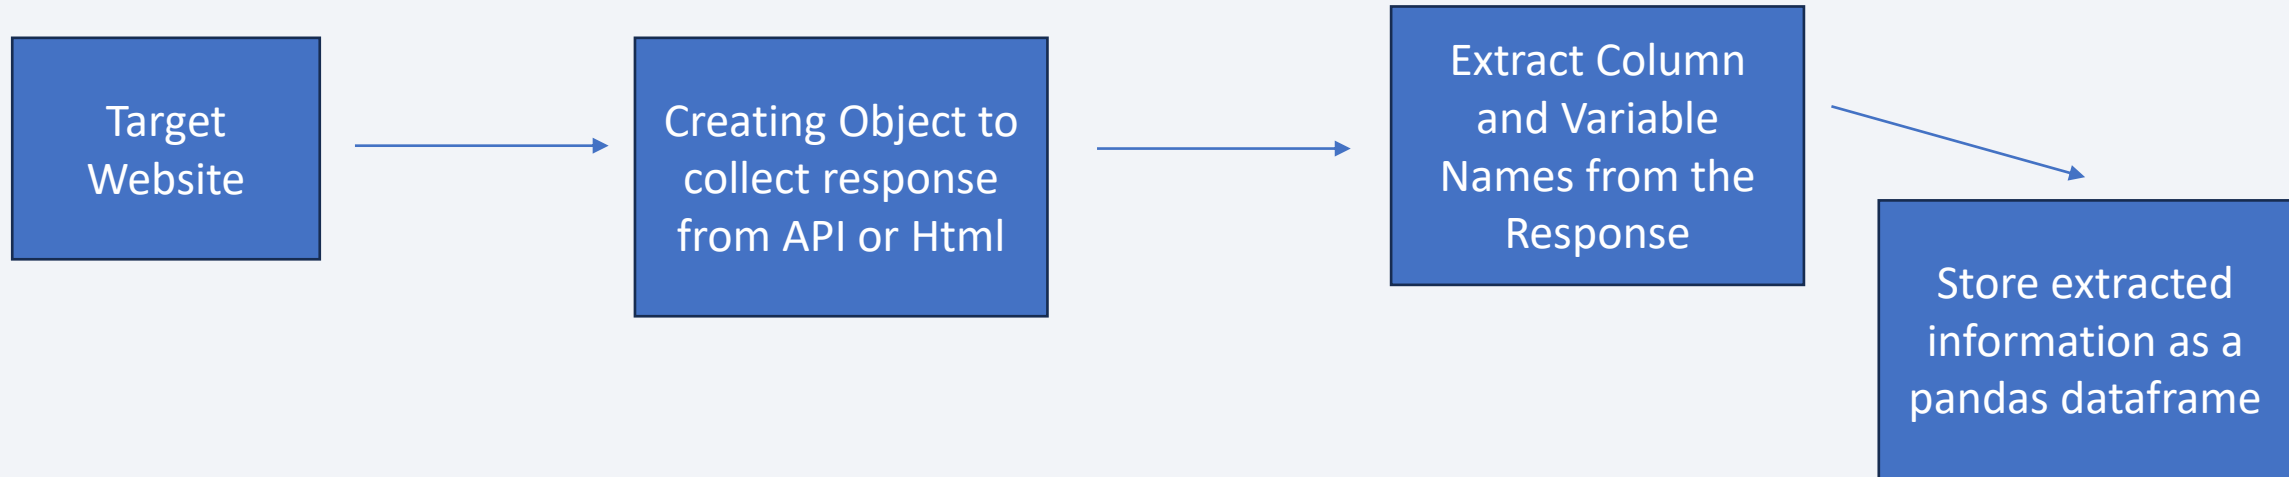 Target
Website
Creating Object to
collect response
from API or Html
Extract Column
and Variable
Names from the
Response
Store extracted
information as a
pandas dataframe